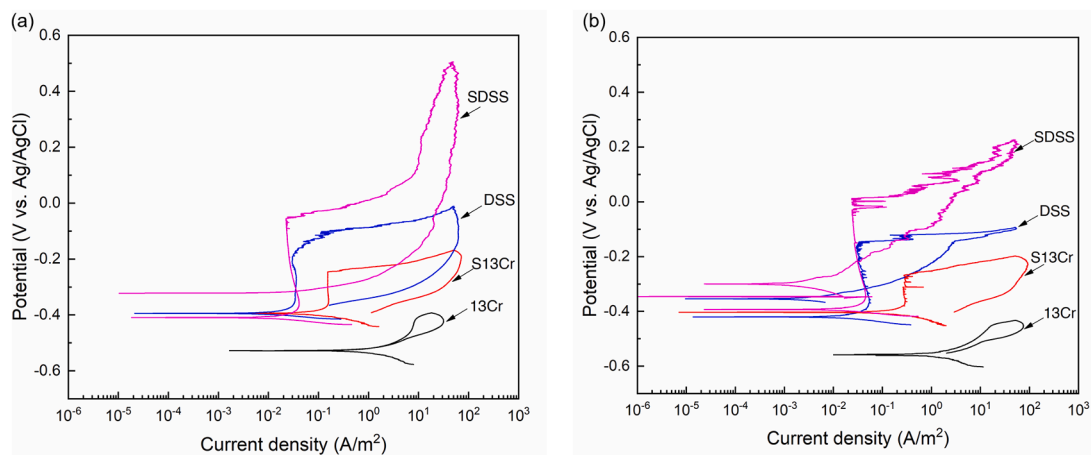 (a)
0.6
0.4
0.2
0.0
-0.2
-0.4
-0.6
Potential (V vs. Ag/AgCl)
SDSS
DSS
S13Cr
13Cr
10⁻⁶ 10⁻⁵ 10⁻⁴ 10⁻³ 10⁻² 10⁻¹ 10⁰ 10¹ 10² 10³
Current density (A/m²)
(b)
0.6
0.4
0.2
0.0
-0.2
-0.4
-0.6
Potential (V vs. Ag/AgCl)
SDSS
DSS
S13Cr
13Cr
10⁻⁶ 10⁻⁵ 10⁻⁴ 10⁻³ 10⁻² 10⁻¹ 10⁰ 10¹ 10² 10³
Current density (A/m²)